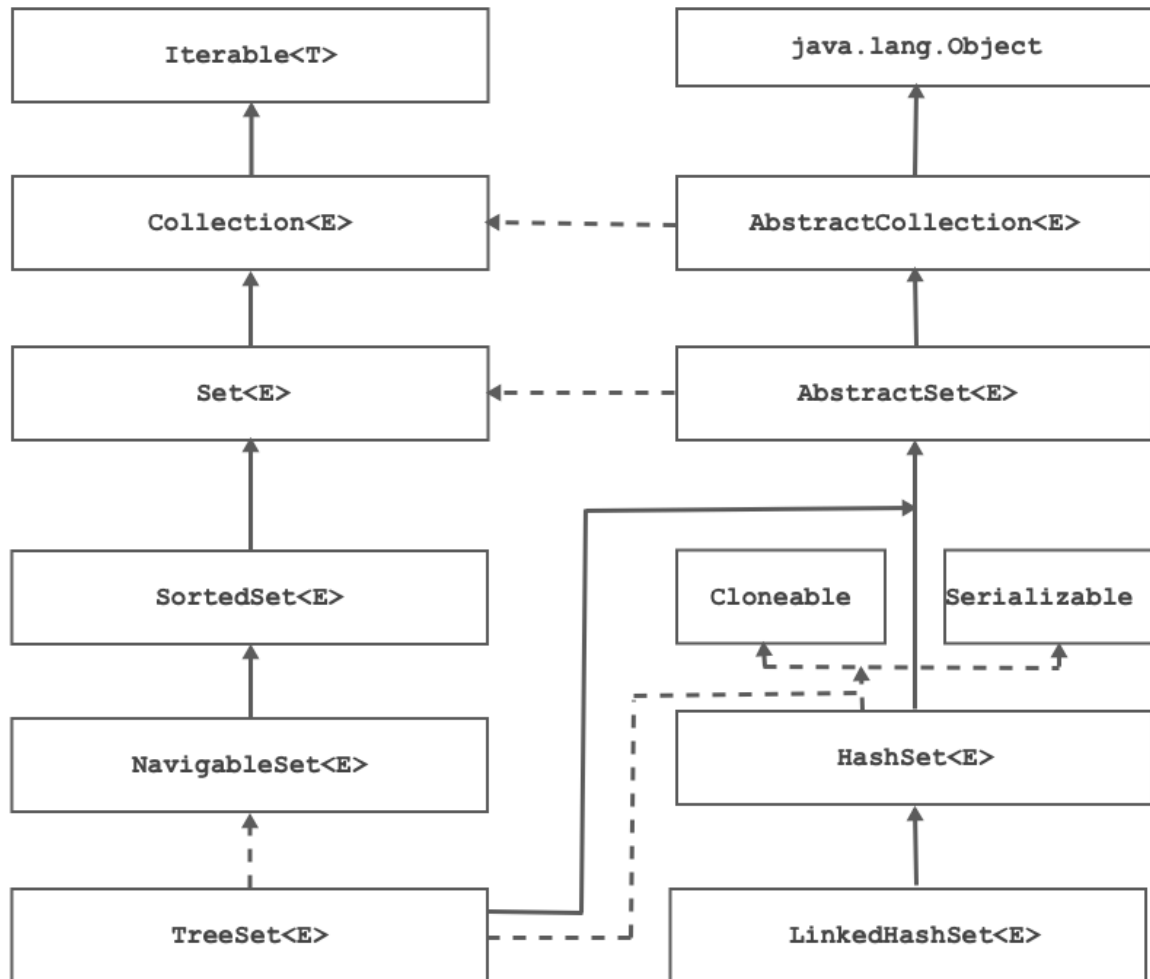 Iterable<T>
java.lang.Object
Collection<E>
AbstractCollection<E>
Set<E>
AbstractSet<E>
SortedSet<E>
Cloneable
Serializable
NavigableSet<E>
HashSet<E>
TreeSet<E>
LinkedHashSet<E>